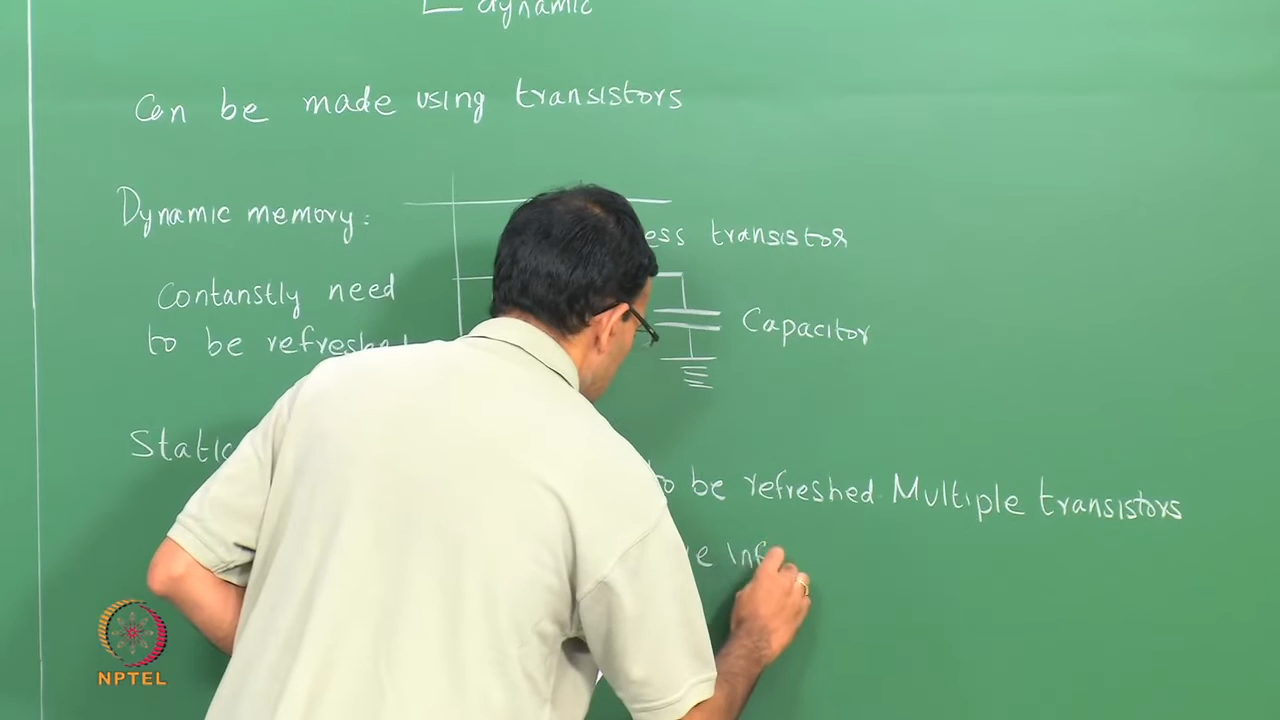 dynamic
Can be made using transistors
Dynamic memory:
transistor
Contanstly need
Capacitor
to be refreshed
Static
to be refreshed. Multiple transistors
NPTEL